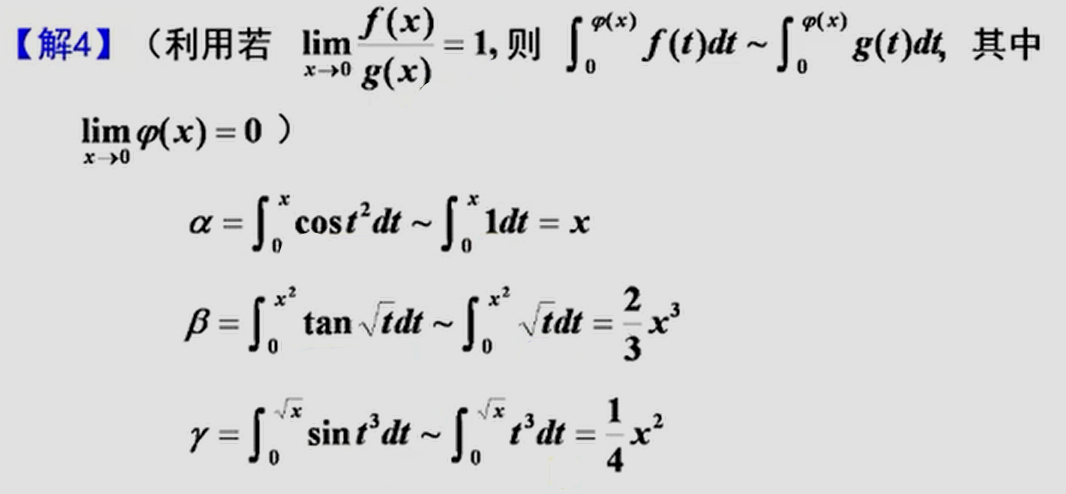 【解4】（利用若 lim_{x→0} f(x)/g(x) = 1, 则 ∫_0^{φ(x)} f(t)dt ~ ∫_0^{φ(x)} g(t)dt, 其中
lim_{x→0} φ(x) = 0 ）
α = ∫_0^x cos t² dt ~ ∫_0^x 1dt = x
β = ∫_0^{x²} tan √t dt ~ ∫_0^{x²} √t dt = 2/3 x³
γ = ∫_0^{√x} sin t³ dt ~ ∫_0^{√x} t³ dt = 1/4 x²